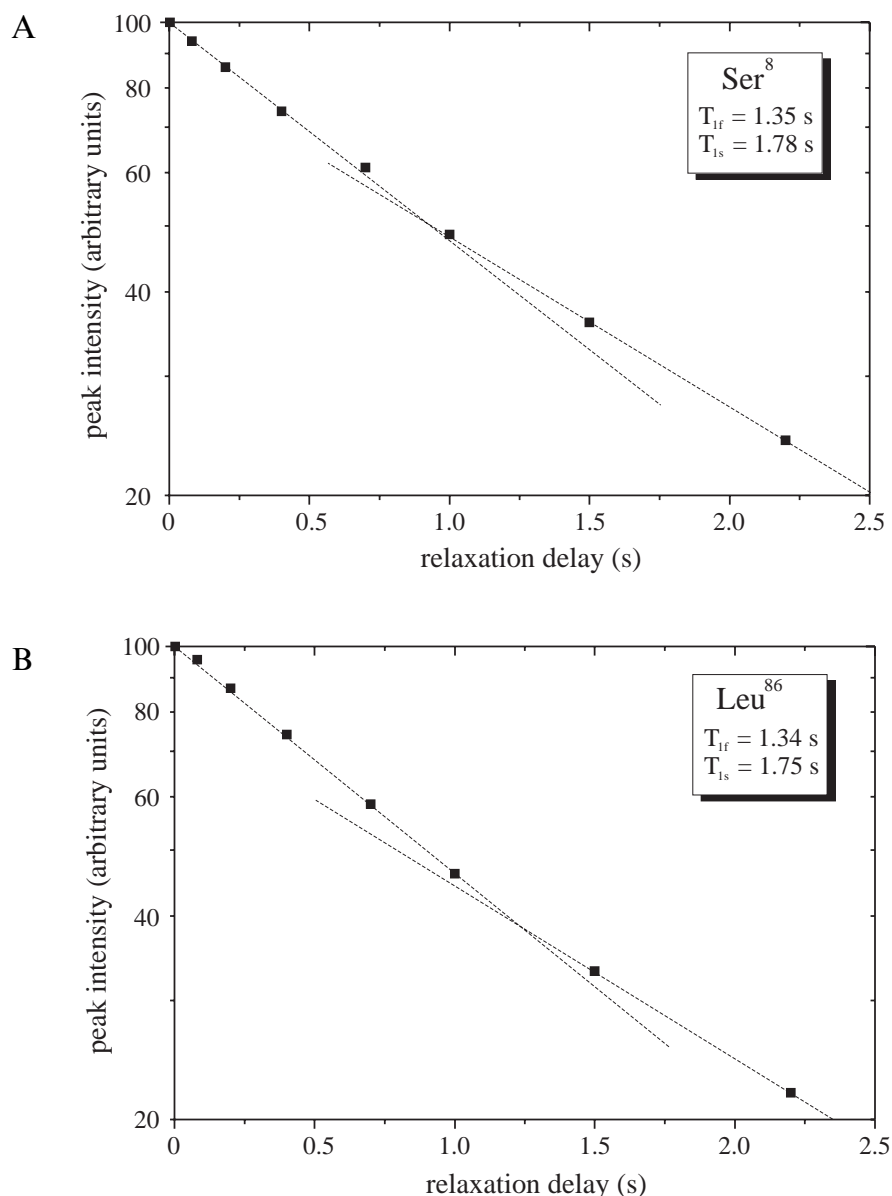 A
100
80
60
40
20
peak intensity (arbitrary units)
Ser⁸
T₁f = 1.35 s
T₁s = 1.78 s
0
0.5
1.0
1.5
2.0
2.5
relaxation delay (s)
B
100
80
60
40
20
peak intensity (arbitrary units)
Leu⁸⁶
T₁f = 1.34 s
T₁s = 1.75 s
0
0.5
1.0
1.5
2.0
2.5
relaxation delay (s)